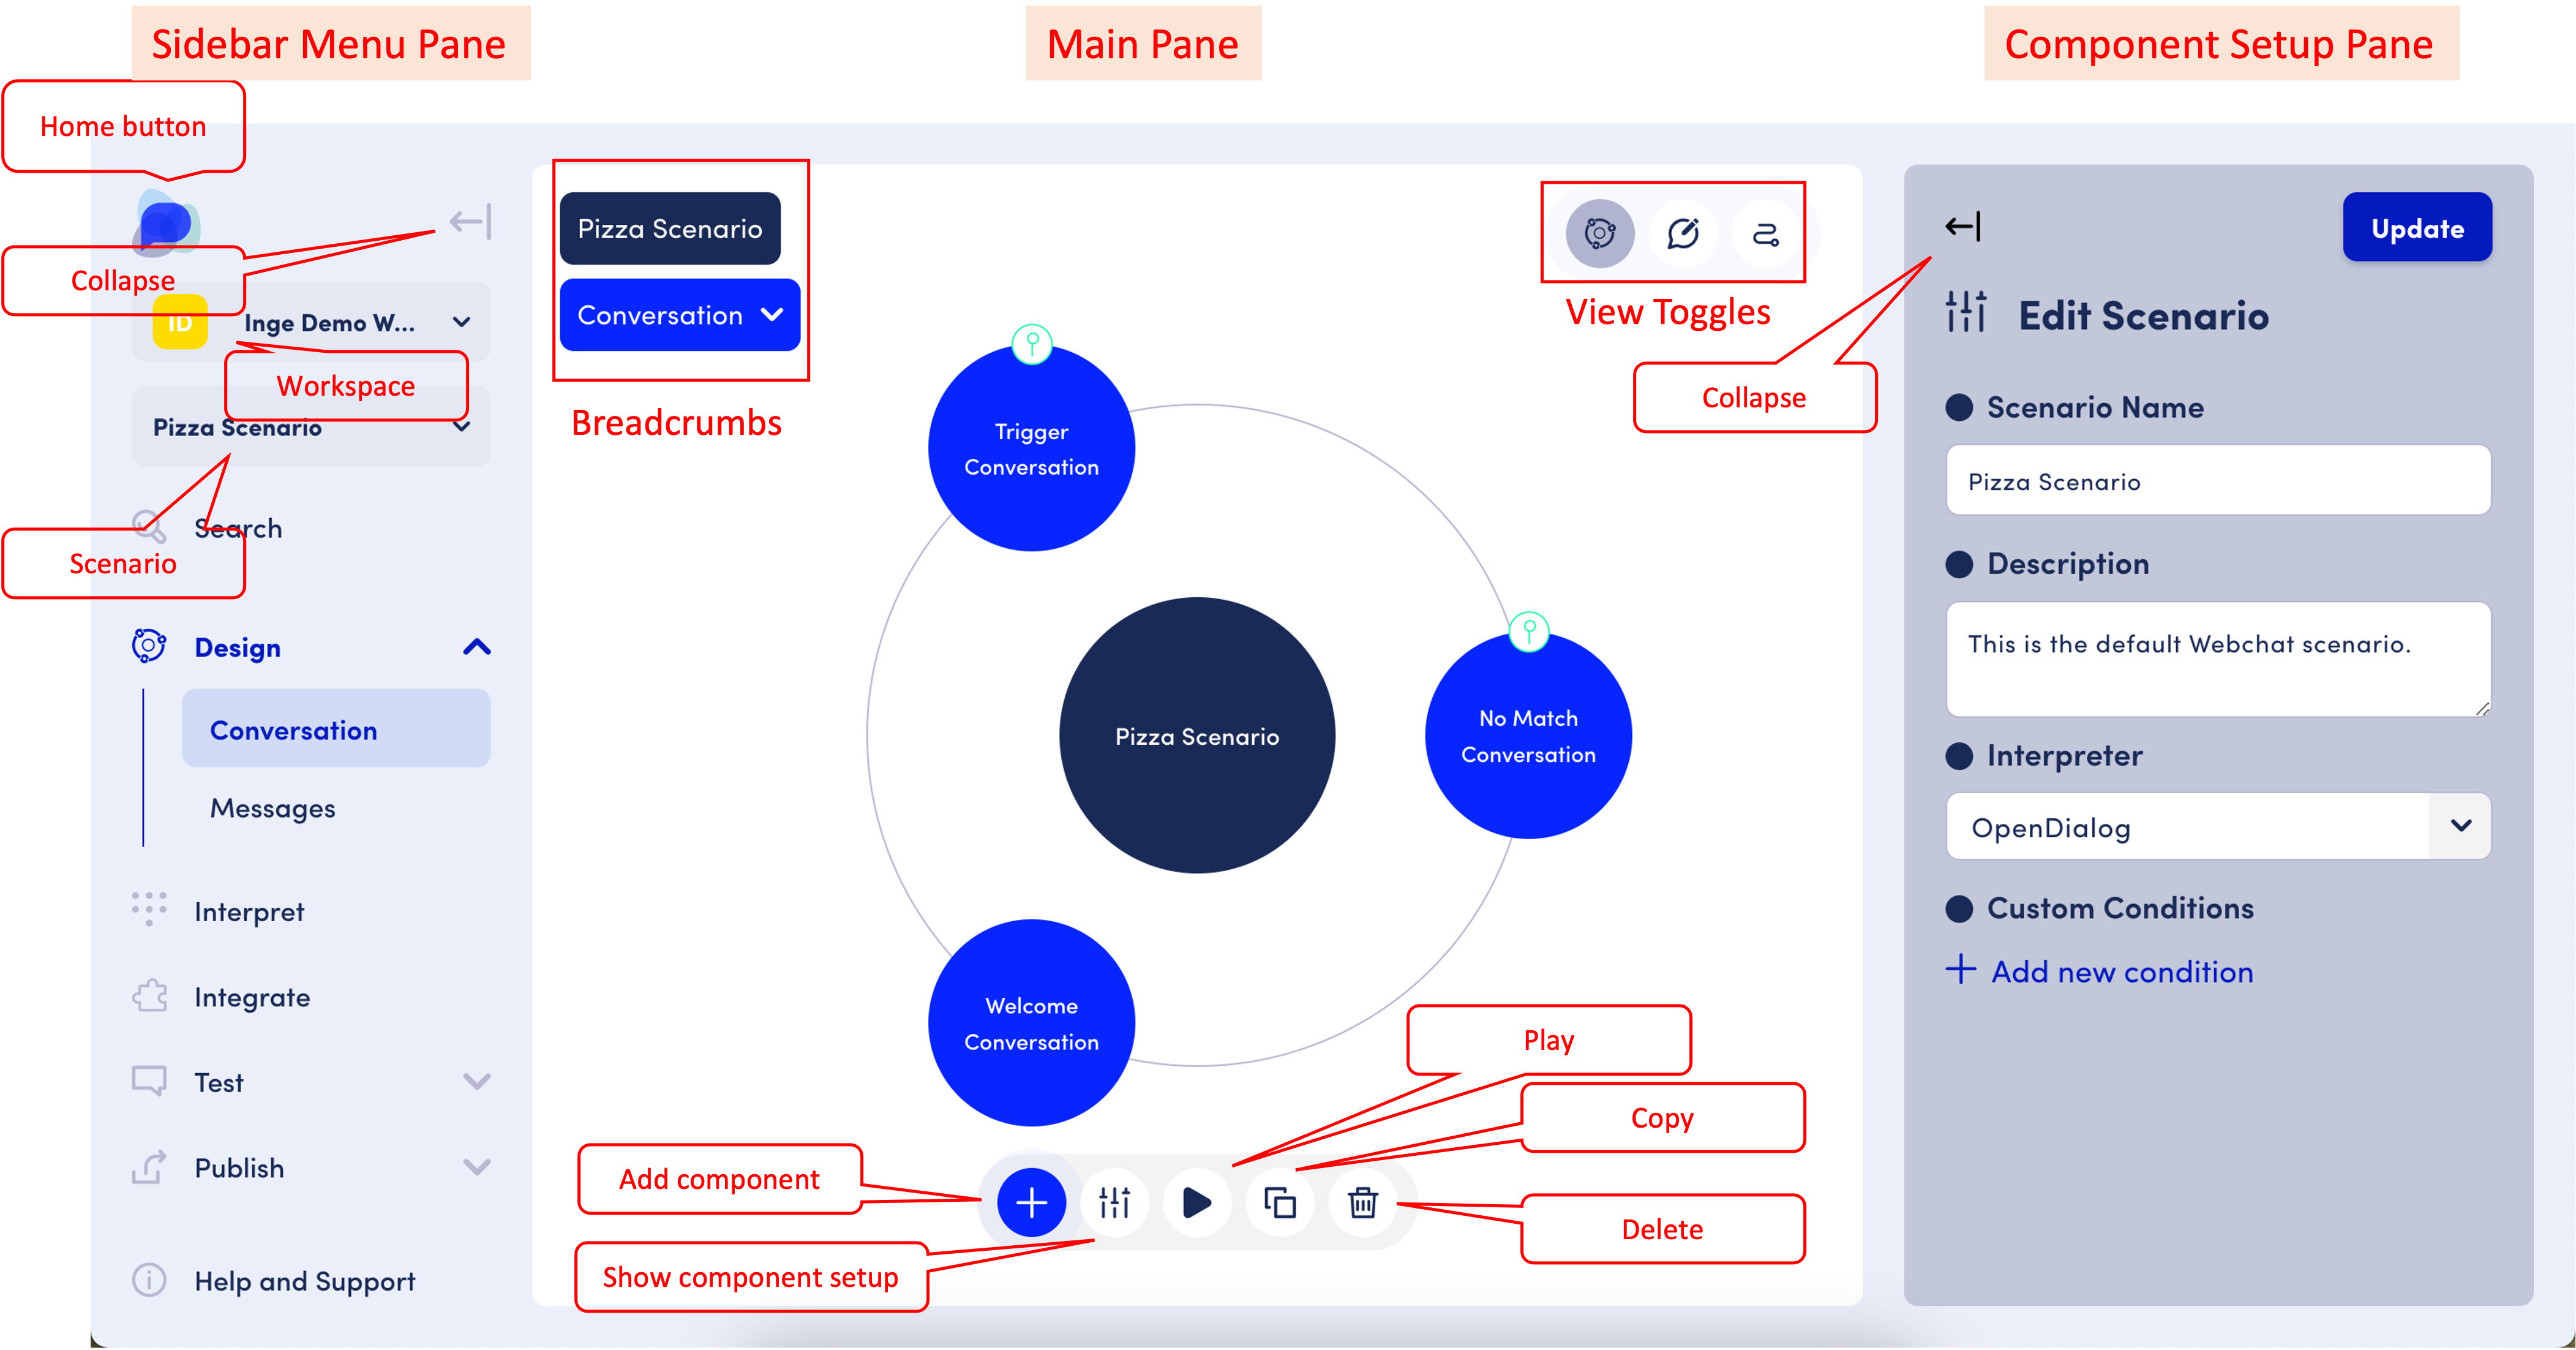 Sidebar Menu Pane
Main Pane
Component Setup Pane
Home button
Collapse
ID
Inge Demo W...
Workspace
Pizza Scenario
Search
Scenario
Design
Conversation
Messages
Interpret
Integrate
Test
Publish
Help and Support
Pizza Scenario
Conversation
Breadcrumbs
View Toggles
Trigger
Conversation
Pizza Scenario
No Match
Conversation
Welcome
Conversation
Play
Copy
Add component
Delete
Show component setup
Collapse
Update
Edit Scenario
Scenario Name
Pizza Scenario
Description
This is the default Webchat scenario.
Interpreter
OpenDialog
Custom Conditions
+ Add new condition